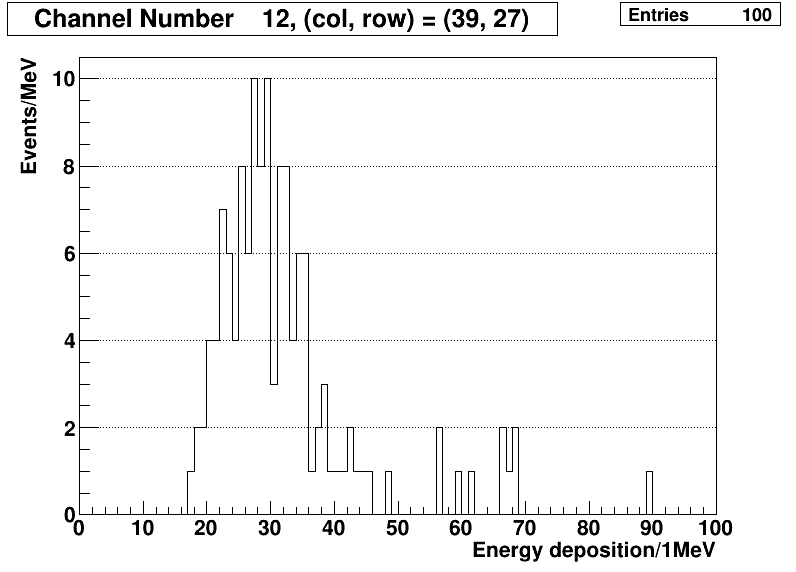 Channel Number 12, (col, row) = (39, 27)
Entries 100
Events/MeV
10
8
6
4
2
0
0 10 20 30 40 50 60 70 80 90 100
Energy deposition/1MeV